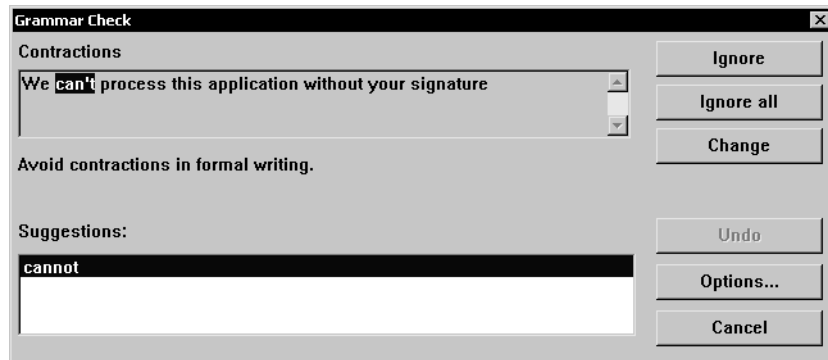 Grammar Check
Contractions
We can't process this application without your signature
Avoid contractions in formal writing.
Suggestions:
cannot
Ignore
Ignore all
Change
Undo
Options...
Cancel